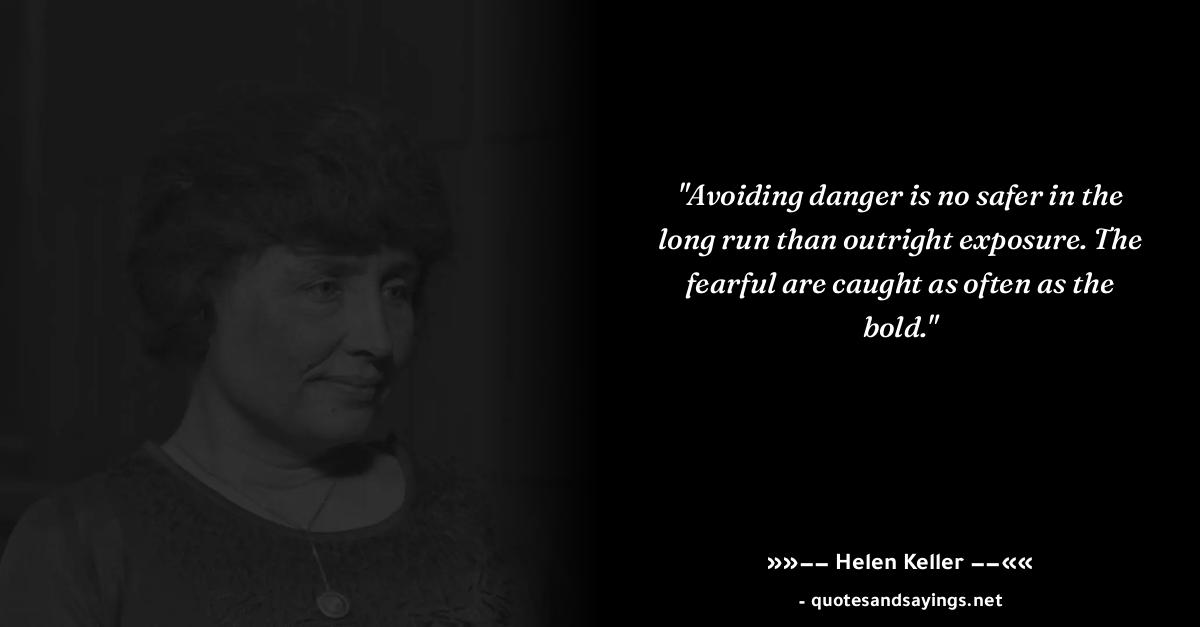 "Avoiding danger is no safer in the
long run than outright exposure. The
fearful are caught as often as the
bold."
»»−− Helen Keller −−««
- quotesandsayings.net